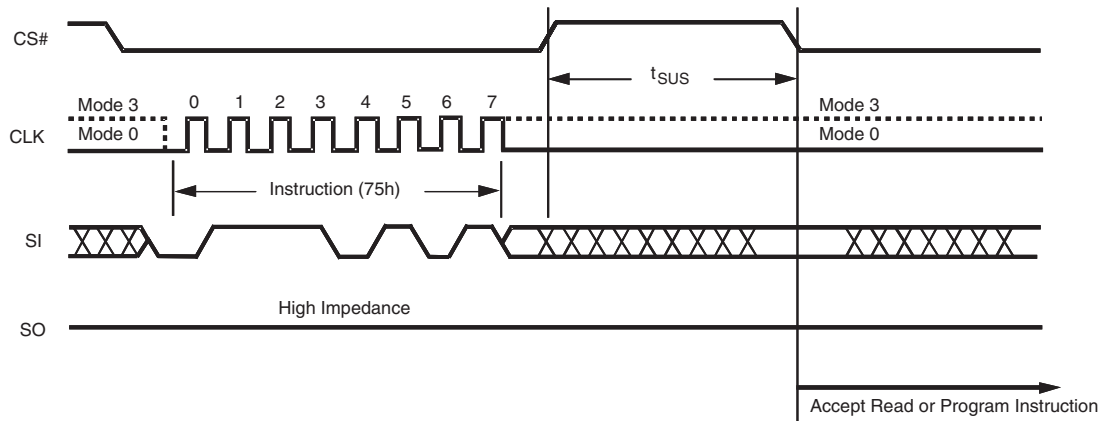 CS#
tSUS
Mode 3
0 1 2 3 4 5 6 7
Mode 3
CLK
Mode 0
Mode 0
Instruction (75h)
SI
High Impedance
SO
Accept Read or Program Instruction